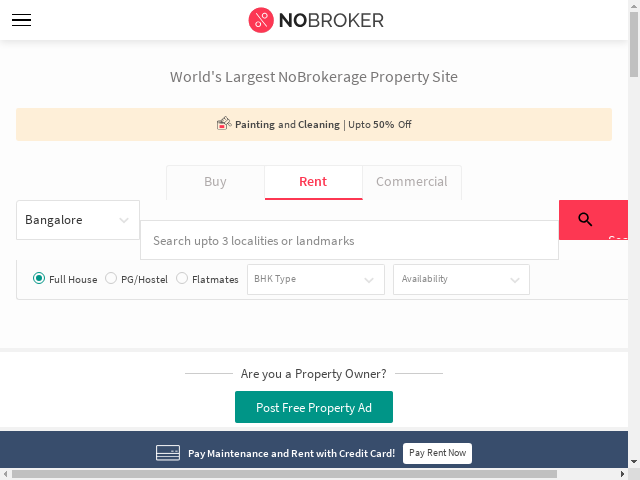 NOBROKER
World's Largest NoBrokerage Property Site
Painting and Cleaning | Upto 50% Off
Buy Rent Commercial
Bangalore
Search upto 3 localities or landmarks
Full House PG/Hostel Flatmates BHK Type Availability
Are you a Property Owner?
Post Free Property Ad
Pay Maintenance and Rent with Credit Card! Pay Rent Now